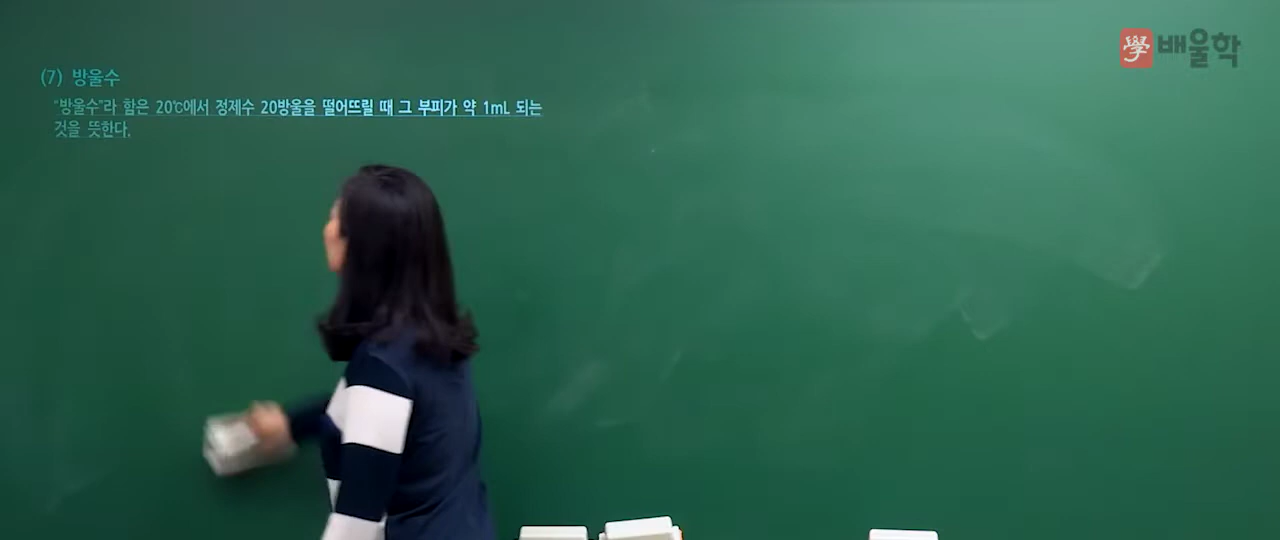 學 배울학
(7) 방울수
"방울수"라 함은 20℃에서 정제수 20방울을 떨어뜨릴 때 그 부피가 약 1mL 되는
것을 뜻한다.